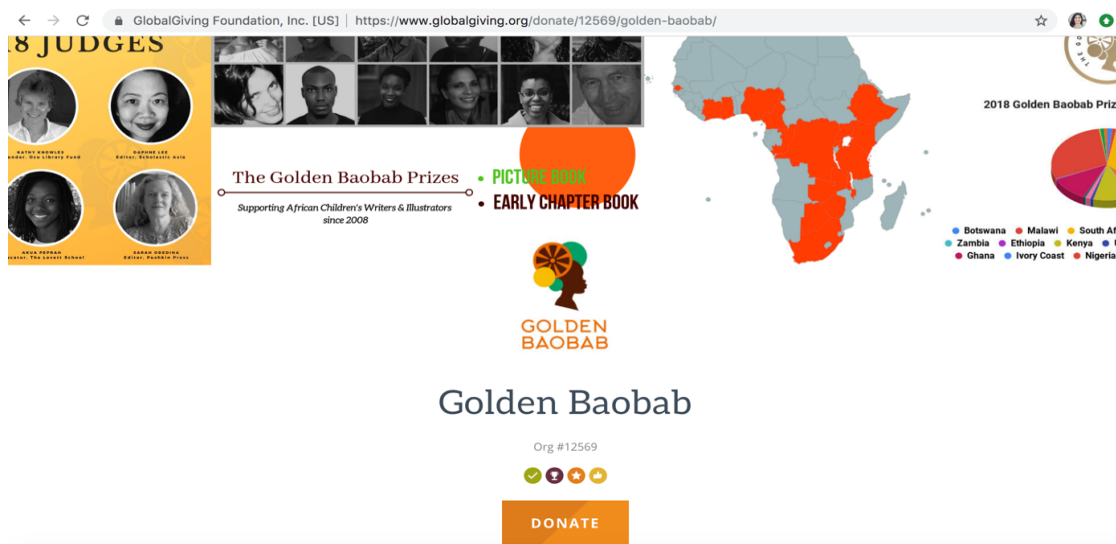 GlobalGiving Foundation, Inc. [US] | https://www.globalgiving.org/donate/12569/golden-baobab/
8 JUDGES
KATHY KNOWLES
Osu Library Fund
DAPHNE LEE
Editor, Scholastic Asia
AKUA PEPRAH
The Lovett School
SARAH ODEDINA
Editor, Pushkin Press
The Golden Baobab Prizes
Supporting African Children's Writers & Illustrators
since 2008
• PICTURE BOOK
• EARLY CHAPTER BOOK
2018 Golden Baobab Priz
Botswana Malawi South Af
Zambia Ethiopia Kenya
Ghana Ivory Coast Nigeria
GOLDEN
BAOBAB
Golden Baobab
Org #12569
DONATE